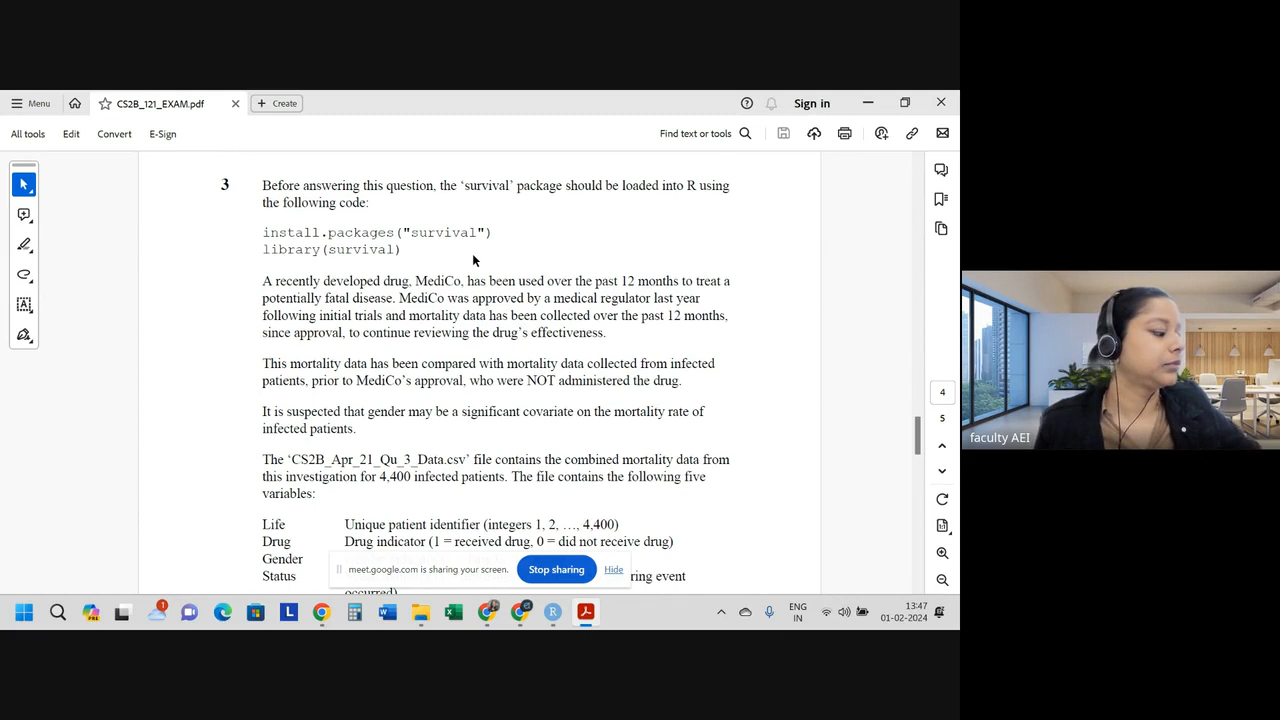 Menu
CS2B_121_EXAM.pdf
Create
Sign in
All tools
Edit
Convert
E-Sign
Find text or tools
3
Before answering this question, the ‘survival’ package should be loaded into R using
the following code:
install.packages("survival")
library(survival)
A recently developed drug, MediCo, has been used over the past 12 months to treat a
potentially fatal disease. MediCo was approved by a medical regulator last year
following initial trials and mortality data has been collected over the past 12 months,
since approval, to continue reviewing the drug’s effectiveness.
This mortality data has been compared with mortality data collected from infected
patients, prior to MediCo’s approval, who were NOT administered the drug.
It is suspected that gender may be a significant covariate on the mortality rate of
infected patients.
The ‘CS2B_Apr_21_Qu_3_Data.csv’ file contains the combined mortality data from
this investigation for 4,400 infected patients. The file contains the following five
variables:
Life Unique patient identifier (integers 1, 2, …, 4,400)
Drug Drug indicator (1 = received drug, 0 = did not receive drug)
Gender
Status ring event
occurred)
meet.google.com is sharing your screen.
Stop sharing
Hide
4
5
faculty AEI
1
PRE
L
ENG
IN
13:47
01-02-2024